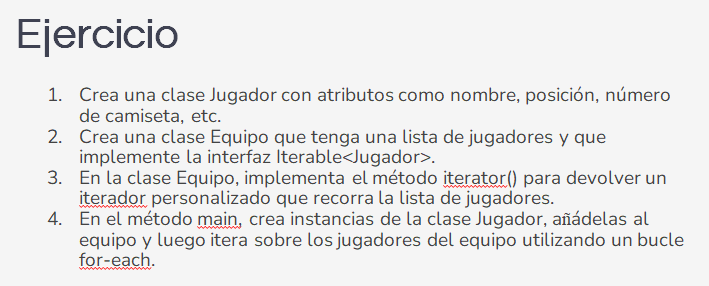 Ejercicio
1. Crea una clase Jugador con atributos como nombre, posición, número
de camiseta, etc.
2. Crea una clase Equipo que tenga una lista de jugadores y que
implemente la interfaz Iterable<Jugador>.
3. En la clase Equipo, implementa el método iterator() para devolver un
iterador personalizado que recorra la lista de jugadores.
4. En el método main, crea instancias de la clase Jugador, añádelas al
equipo y luego itera sobre los jugadores del equipo utilizando un bucle
for-each.